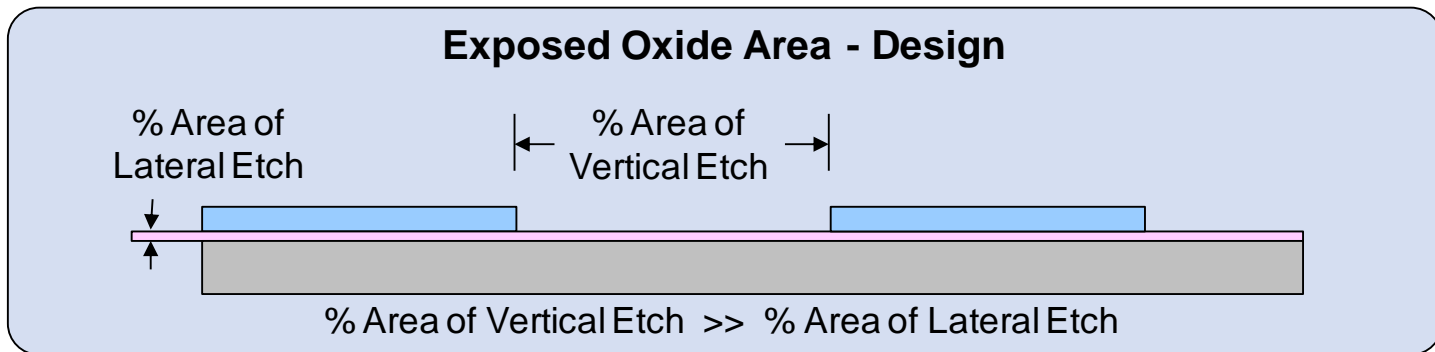 Exposed Oxide Area - Design
% Area of
Lateral Etch
% Area of
Vertical Etch
% Area of Vertical Etch >> % Area of Lateral Etch